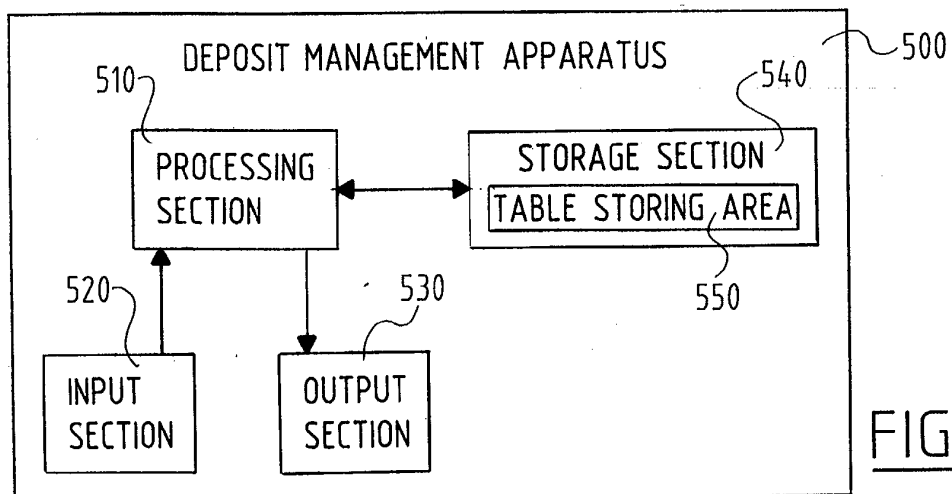 DEPOSIT MANAGEMENT APPARATUS
500
510
540
PROCESSING
SECTION
STORAGE SECTION
TABLE STORING AREA
520
530
550
INPUT
SECTION
OUTPUT
SECTION
FIG